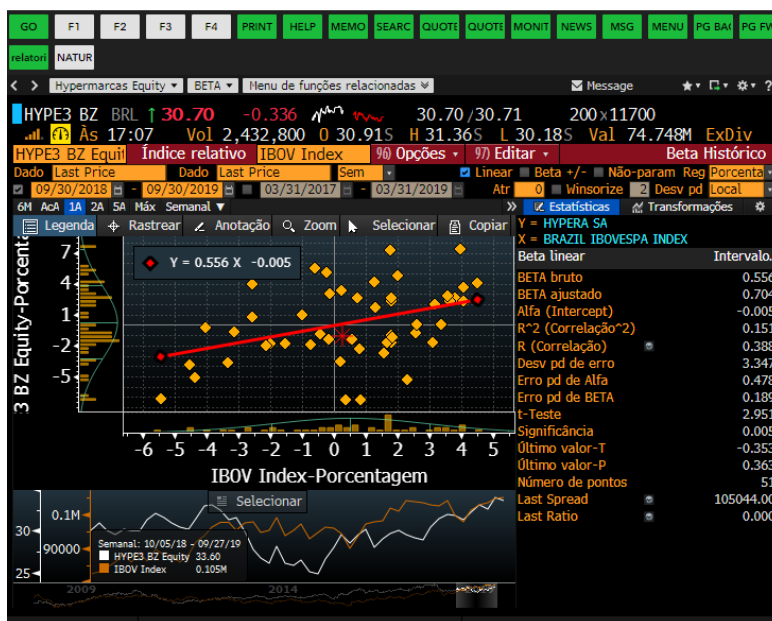 GO F1 F2 F3 F4 PRINT HELP MEMO SEARC QUOTE QUOTE MONIT NEWS MSG MENU PG BAC PG FW
relatori NATUR
< > Hypermarcas Equity ▾ BETA ▾ Menu de funções relacionadas Message
HYPE3 BZ BRL ↑ 30.70 -0.336 30.70/30.71 200x11700
Às 17:07 Vol 2,432,800 O 30.91S H 31.36S L 30.18S Val 74.748M ExDiv
HYPE3 BZ Equit Índice relativo IBOV Index 96) Opções 97) Editar Beta Histórico
Dado Last Price Dado Last Price Sem Linear Beta +/- Não-param Reg Porcenta
09/30/2018 - 09/30/2019 03/31/2017 - 03/31/2019 Atr 0 Winsorize 2 Desv pd Local
6M AcA 1A 2A 5A Máx Semanal ▼ » Estatísticas Transformações
Legenda Rastrear Anotação Zoom Selecionar Copiar
Y = HYPERA SA
X = BRAZIL IBOVESPA INDEX
Beta linear Intervalo.
BETA bruto 0.556
BETA ajustado 0.704
Alfa (Intercept) -0.005
R^2 (Correlação^2) 0.151
R (Correlação) 0.388
Desv pd de erro 3.347
Erro pd de Alfa 0.478
Erro pd de BETA 0.189
t-Teste 2.951
Significância 0.005
Último valor-T -0.353
Último valor-P 0.363
Número de pontos 51
Last Spread 105044.00
Last Ratio 0.000
Y = 0.556 X -0.005
3 BZ Equity-Porcenta
7
4
1
-2
-5
-6 -5 -4 -3 -2 -1 0 1 2 3 4 5
IBOV Index-Porcentagem
Selecionar
30
25
0.1M
90000
Semanal: 10/05/18 - 09/27/19
HYPE3 BZ Equity 33.60
IBOV Index 0.105M
2009 2014